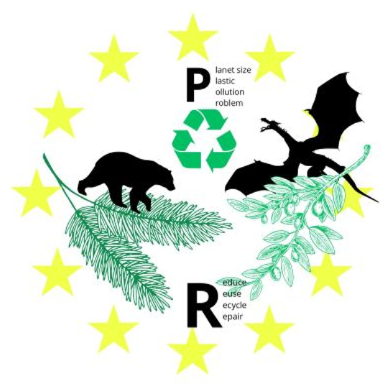 P lanet size
lastic
ollution
roblem
R educe
euse
ecycle
epair